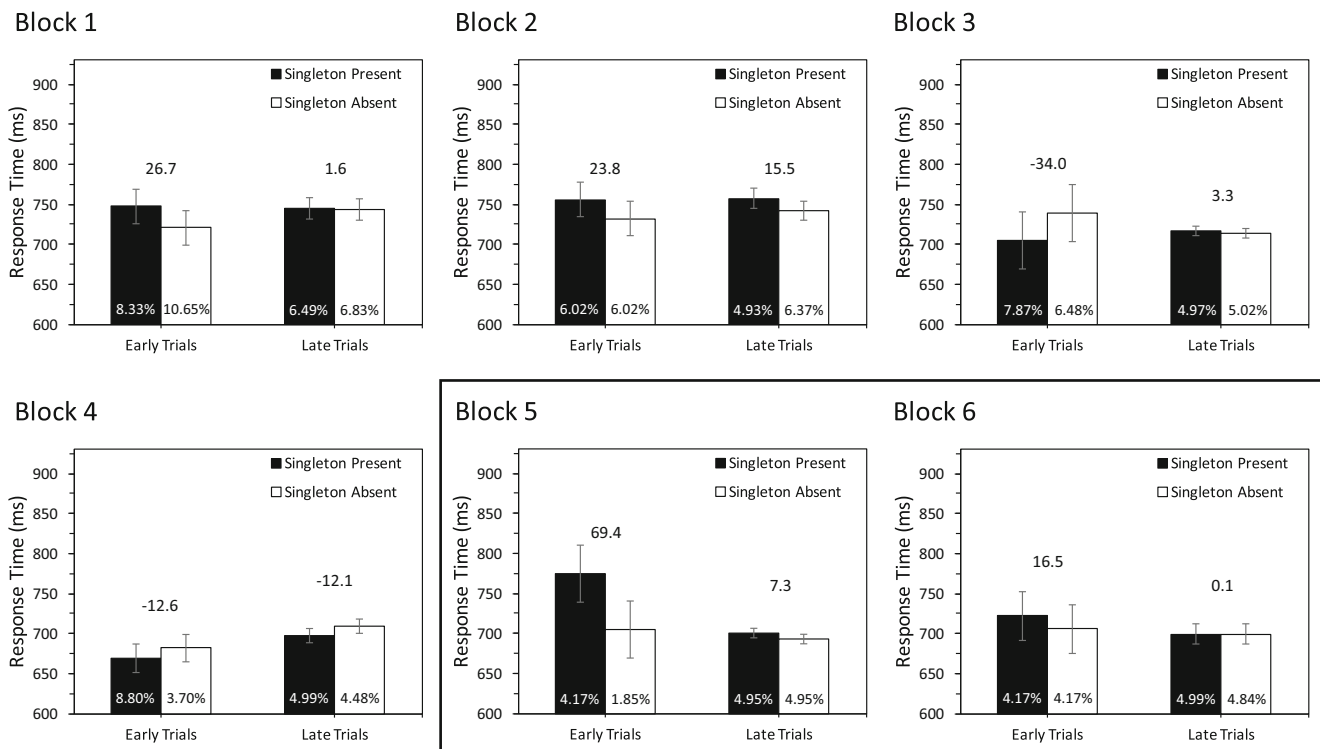 Block 1
Response Time (ms)
900
850
800
750
700
650
600
Singleton Present
Singleton Absent
26.7
1.6
8.33%
10.65%
6.49%
6.83%
Early Trials
Late Trials
Block 2
Response Time (ms)
900
850
800
750
700
650
600
Singleton Present
Singleton Absent
23.8
15.5
6.02%
6.02%
4.93%
6.37%
Early Trials
Late Trials
Block 3
Response Time (ms)
900
850
800
750
700
650
600
Singleton Present
Singleton Absent
-34.0
3.3
7.87%
6.48%
4.97%
5.02%
Early Trials
Late Trials
Block 4
Response Time (ms)
900
850
800
750
700
650
600
Singleton Present
Singleton Absent
-12.6
-12.1
8.80%
3.70%
4.99%
4.48%
Early Trials
Late Trials
Block 5
Response Time (ms)
900
850
800
750
700
650
600
Singleton Present
Singleton Absent
69.4
7.3
4.17%
1.85%
4.95%
4.95%
Early Trials
Late Trials
Block 6
Response Time (ms)
900
850
800
750
700
650
600
Singleton Present
Singleton Absent
16.5
0.1
4.17%
4.17%
4.99%
4.84%
Early Trials
Late Trials